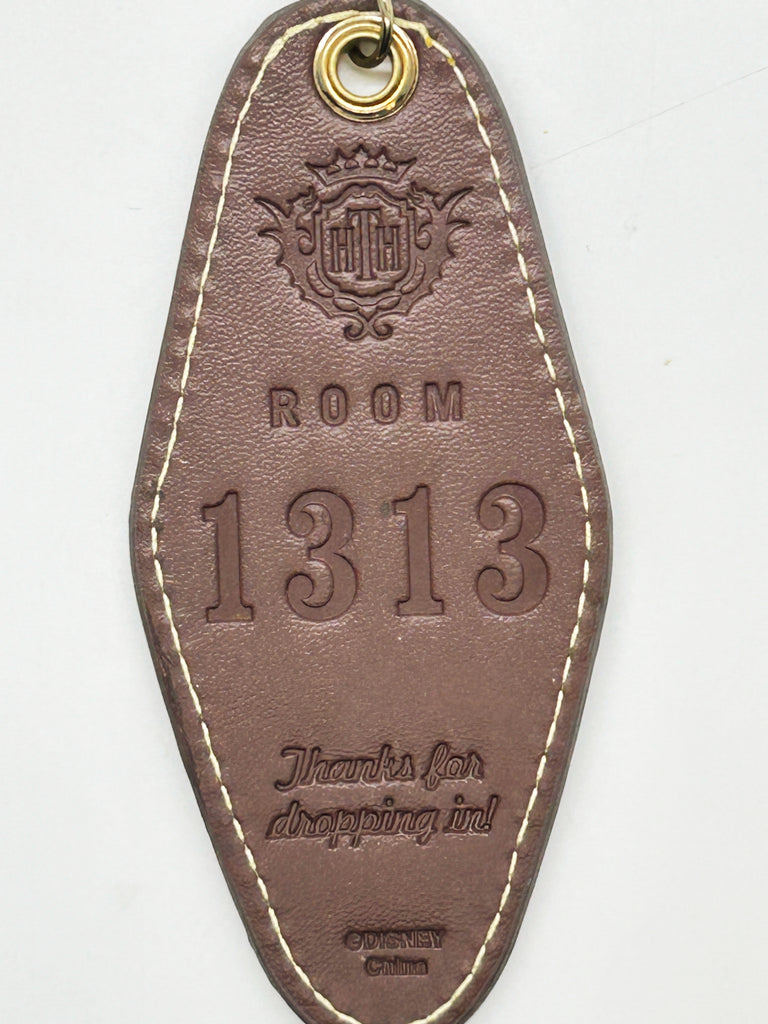 HTH
ROOM
1313
Thanks for
dropping in!
©DISNEY
China